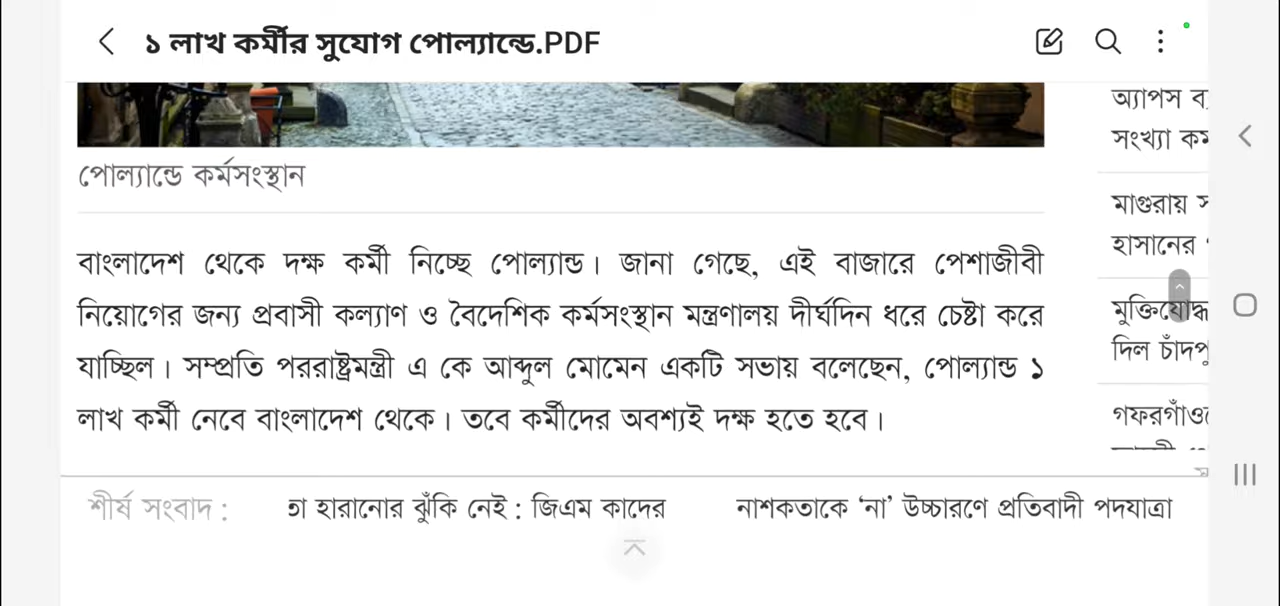 ১ লাখ কর্মীর সুযোগ পোল্যান্ডে.PDF
পোল্যান্ডে কর্মসংস্থান
বাংলাদেশ থেকে দক্ষ কর্মী নিচ্ছে পোল্যান্ড। জানা গেছে, এই বাজারে পেশাজীবী
নিয়োগের জন্য প্রবাসী কল্যাণ ও বৈদেশিক কর্মসংস্থান মন্ত্রণালয় দীর্ঘদিন ধরে চেষ্টা করে
যাচ্ছিল। সম্প্রতি পররাষ্ট্রমন্ত্রী এ কে আব্দুল মোমেন একটি সভায় বলেছেন, পোল্যান্ড ১
লাখ কর্মী নেবে বাংলাদেশ থেকে। তবে কর্মীদের অবশ্যই দক্ষ হতে হবে।
অ্যাপস
সংখ্যা
মাগুরায়
হাসানের
দিল
শীর্ষ সংবাদ : তা হারানোর ঝুঁকি নেই : জিএম কাদের নাশকতাকে ‘না’ উচ্চারণে প্রতিবাদী পদযাত্রা